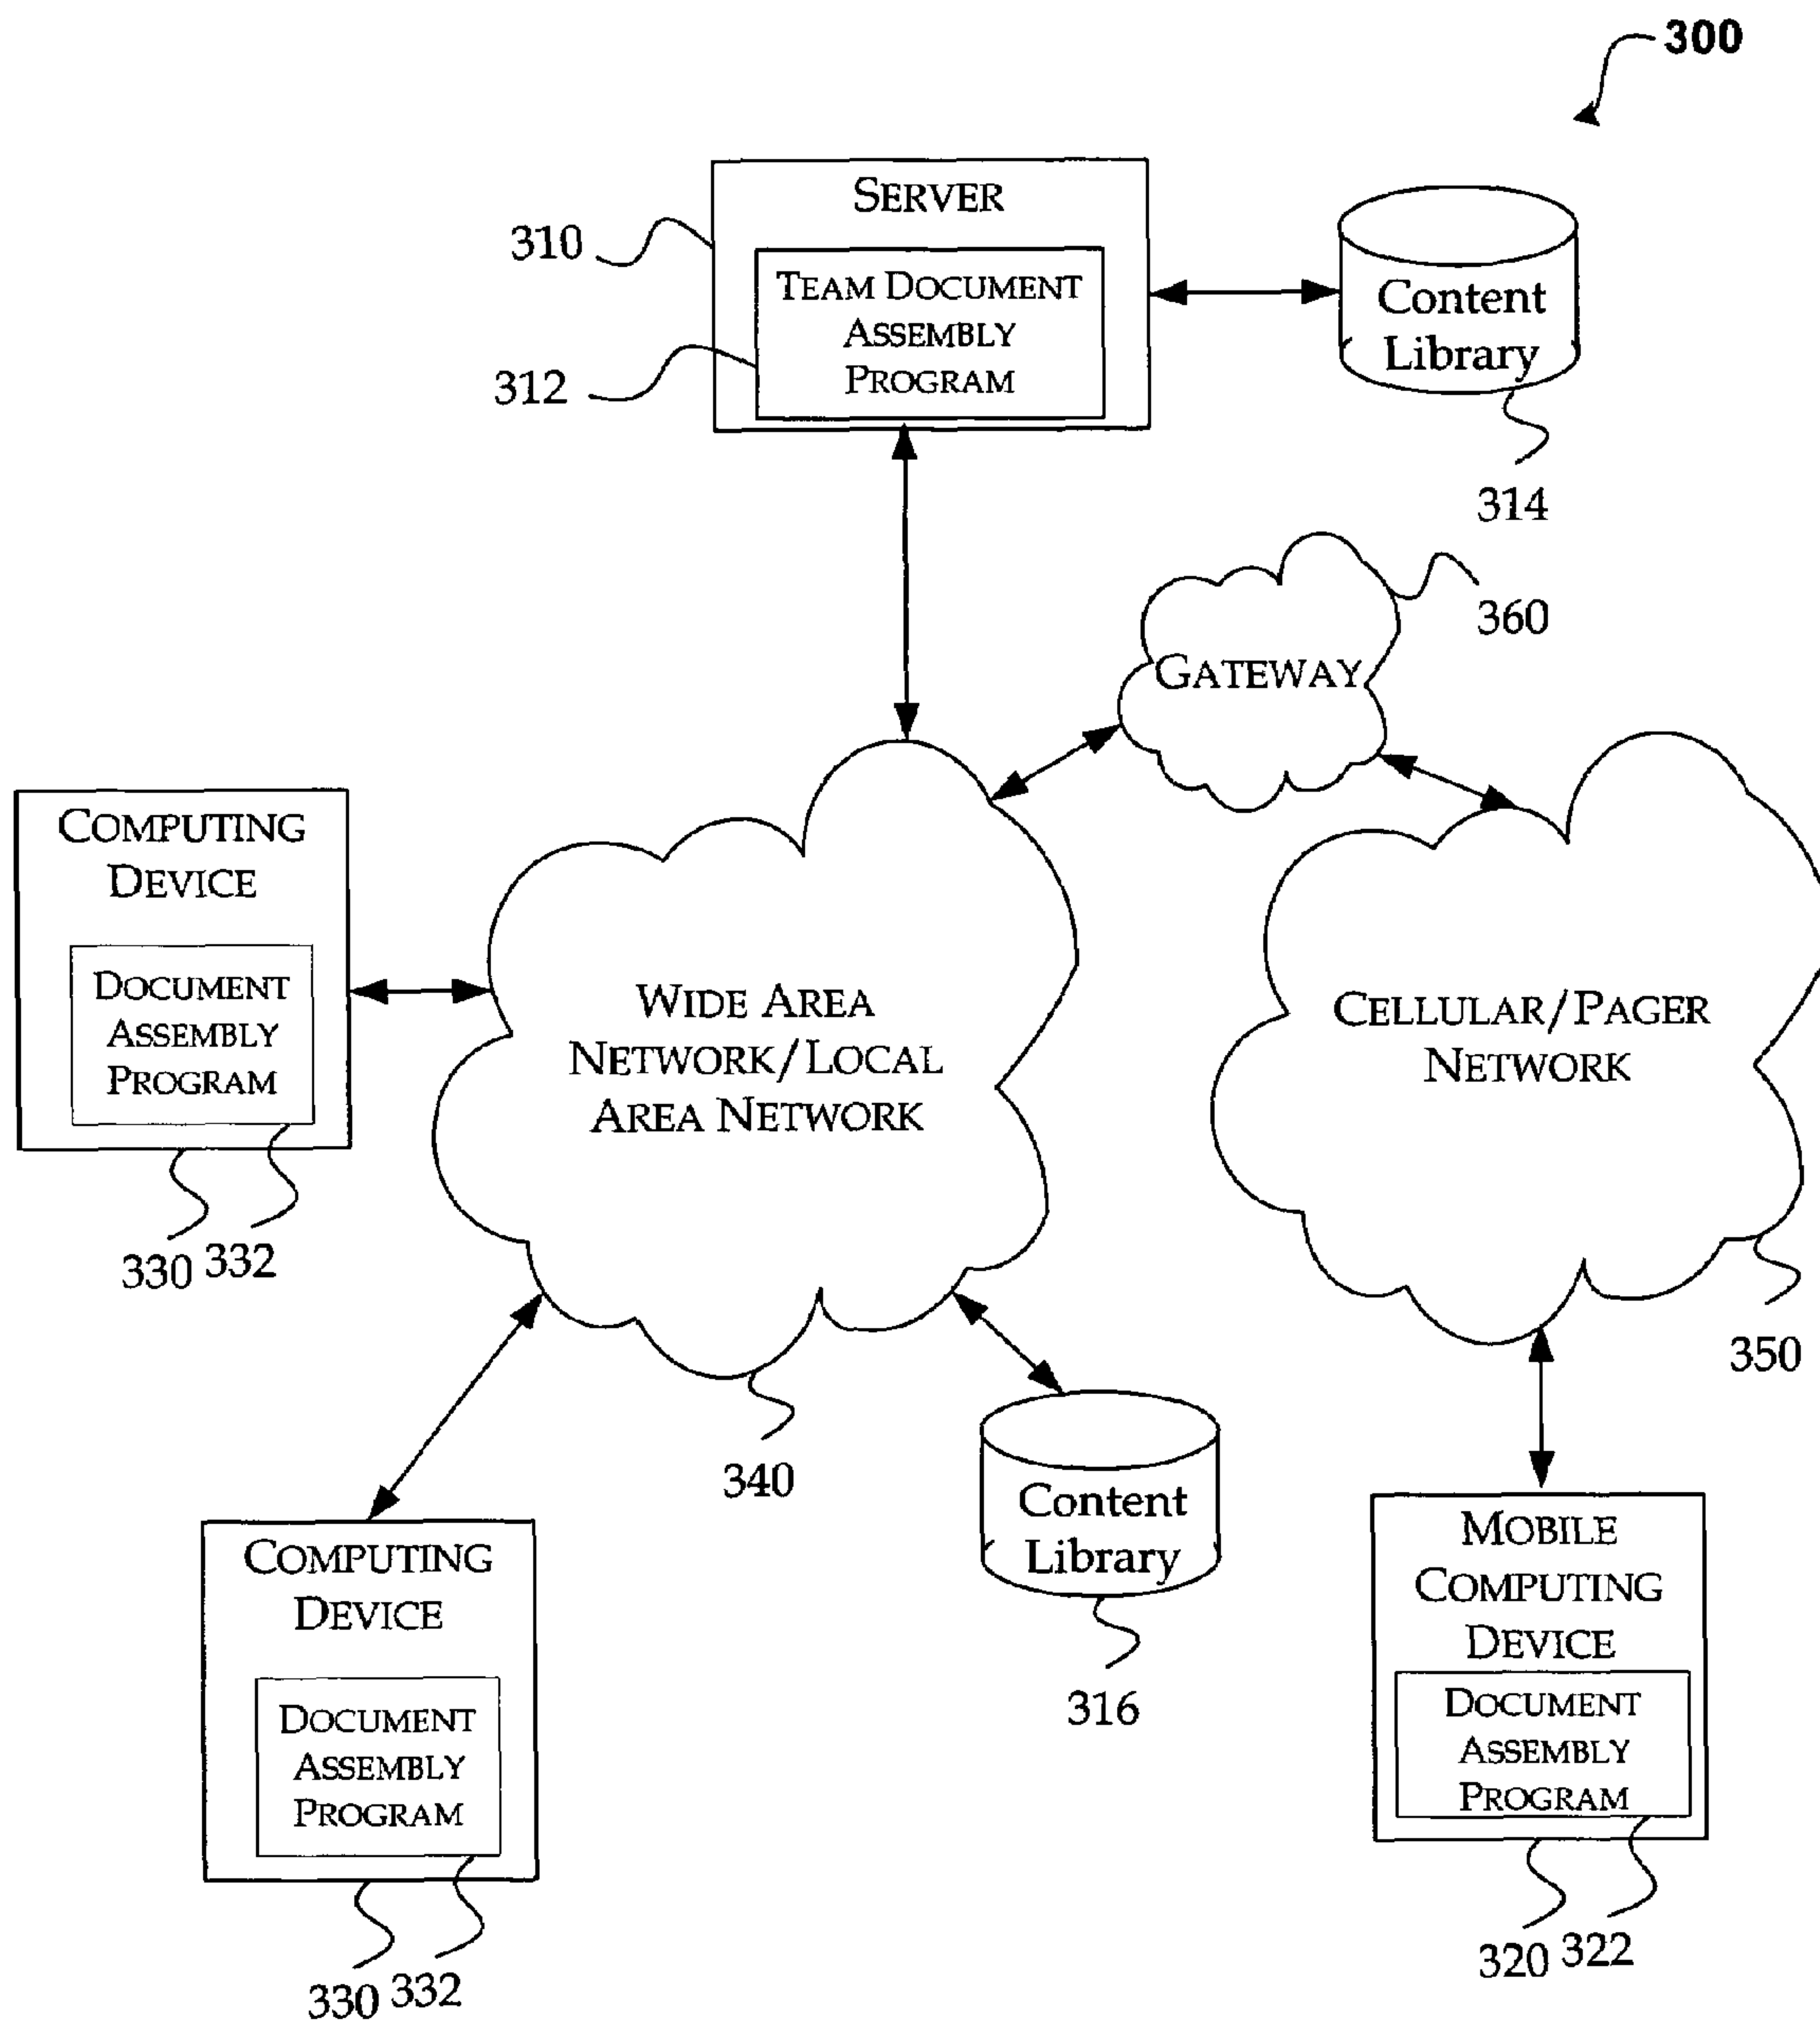 300
SERVER
310
TEAM DOCUMENT
ASSEMBLY
PROGRAM
312
Content
Library
314
360
GATEWAY
COMPUTING
DEVICE
DOCUMENT
ASSEMBLY
PROGRAM
330
332
WIDE AREA
NETWORK/LOCAL
AREA NETWORK
340
CELLULAR/PAGER
NETWORK
350
COMPUTING
DEVICE
DOCUMENT
ASSEMBLY
PROGRAM
330
332
Content
Library
316
MOBILE
COMPUTING
DEVICE
DOCUMENT
ASSEMBLY
PROGRAM
320
322